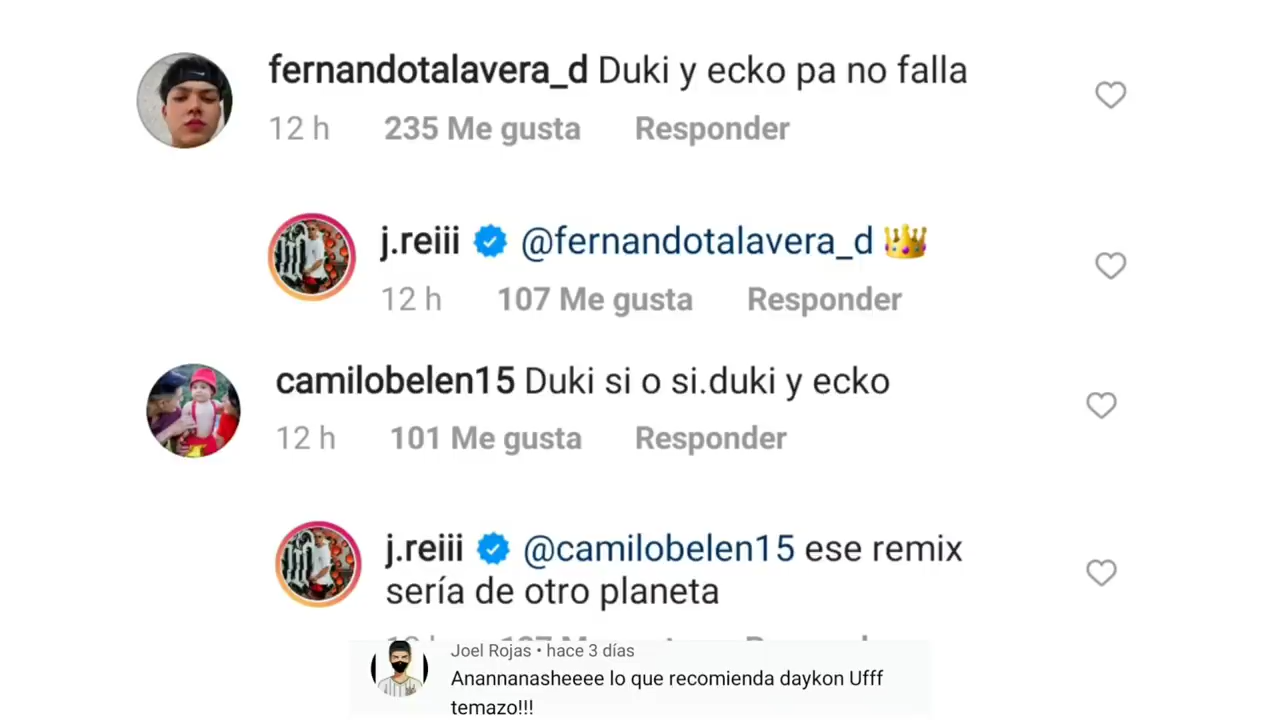 fernandotalavera_d Duki y ecko pa no falla
12 h 235 Me gusta Responder
j.reiii @fernandotalavera_d 👑
12 h 107 Me gusta Responder
camilobelen15 Duki si o si.duki y ecko
12 h 101 Me gusta Responder
j.reiii @camilobelen15 ese remix
sería de otro planeta
Joel Rojas • hace 3 días
Anannanasheeee lo que recomienda daykon Ufff
temazo!!!